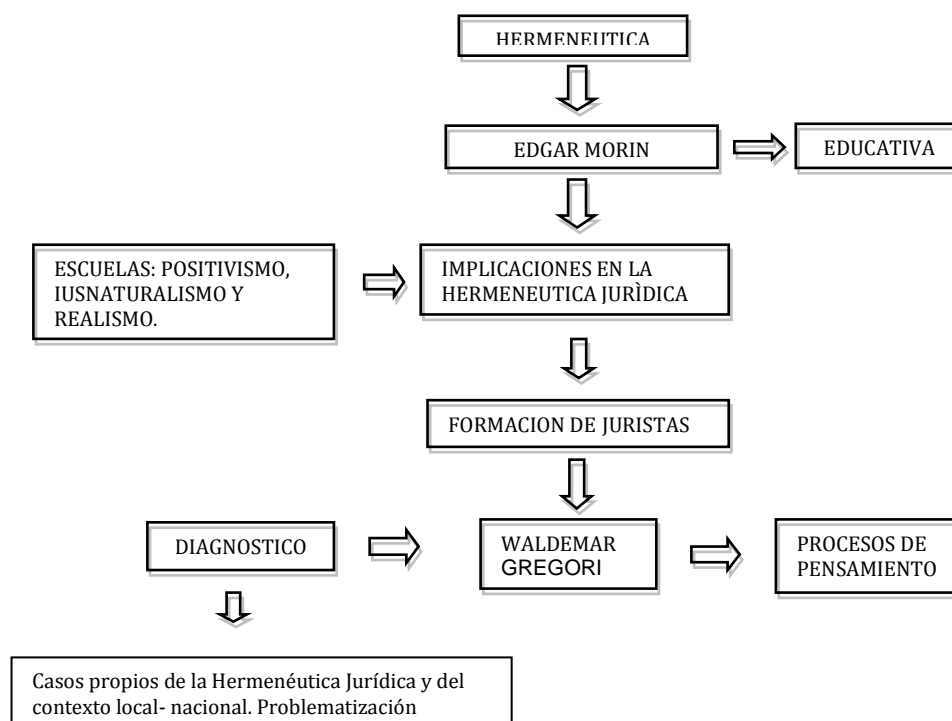 HERMENEUTICA
EDGAR MORIN
EDUCATIVA
ESCUELAS: POSITIVISMO,
IUSNATURALISMO Y
REALISMO.
IMPLICACIONES EN LA
HERMENEUTICA JURÌDICA
FORMACION DE JURISTAS
DIAGNOSTICO
WALDEMAR
GREGORI
PROCESOS DE
PENSAMIENTO
Casos propios de la Hermenéutica Jurídica y del
contexto local- nacional. Problematización